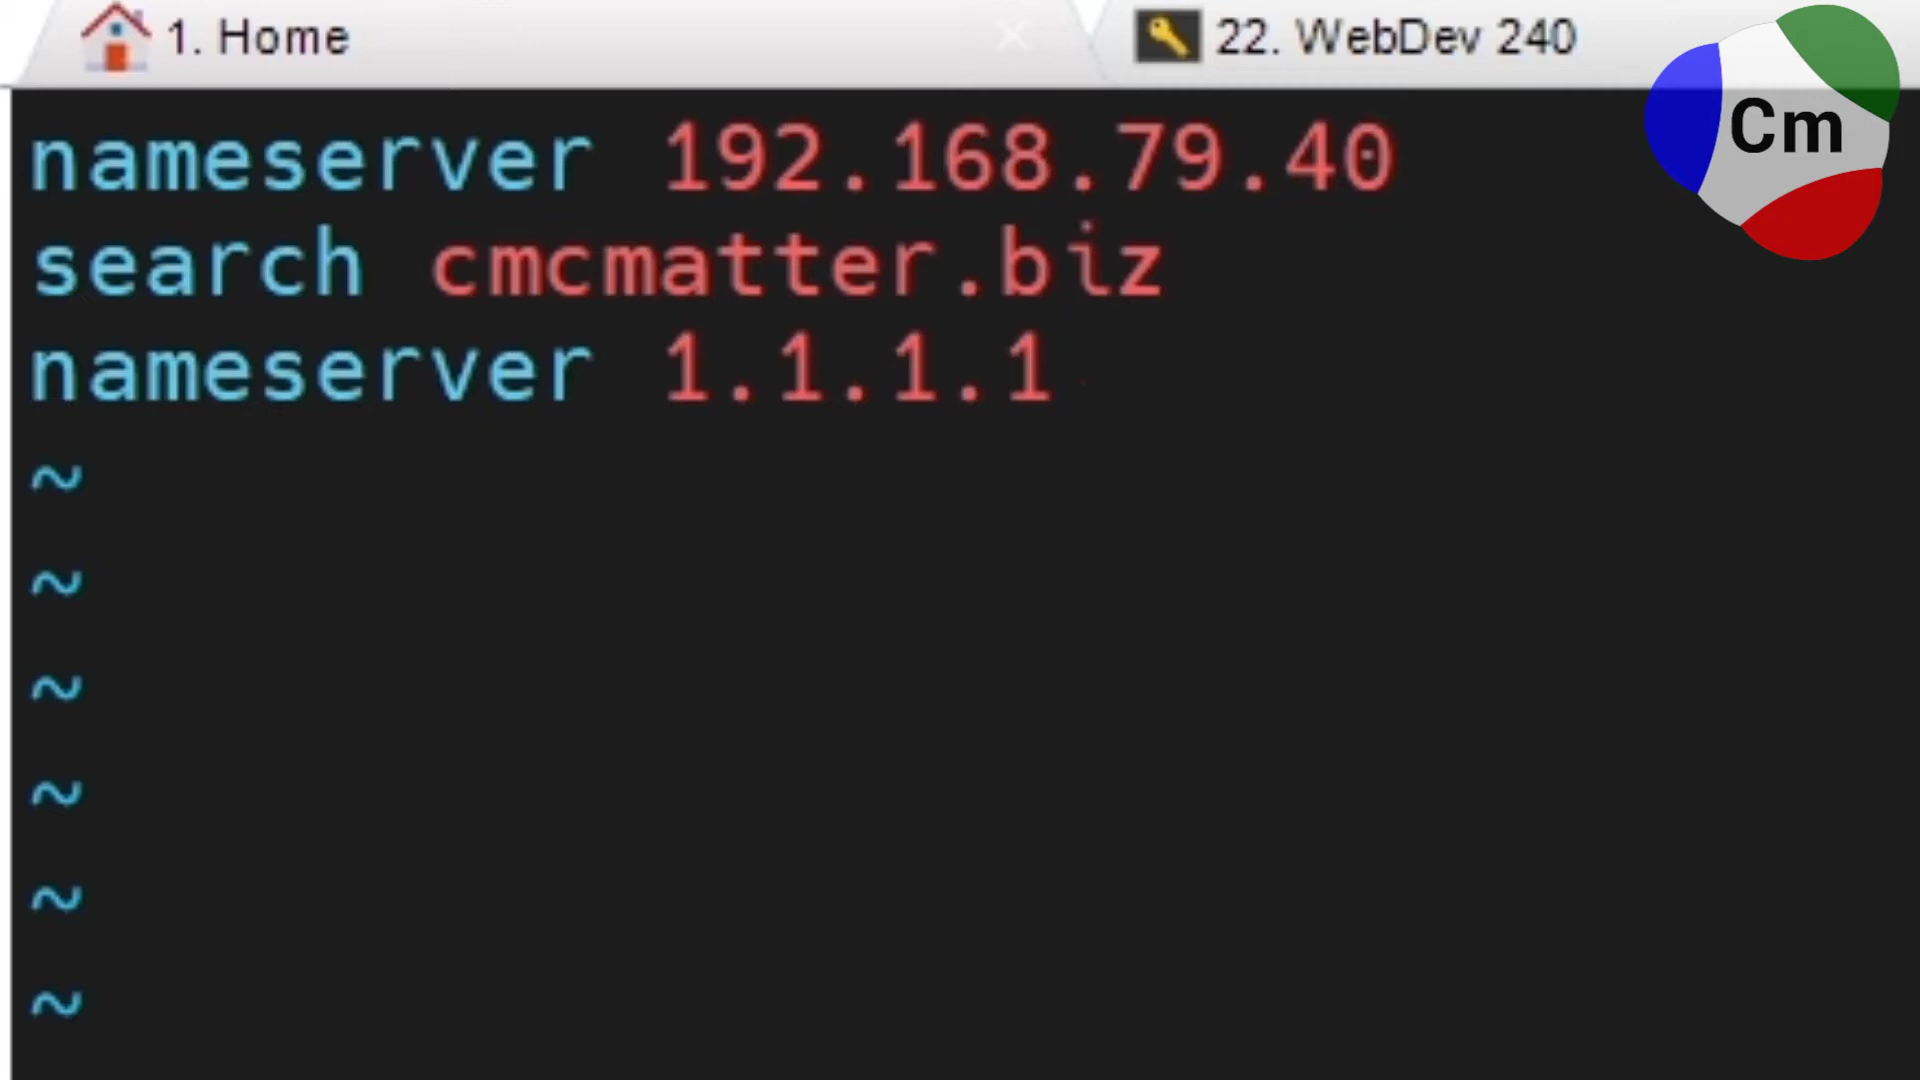 1. Home
22. WebDev 240
Cm
nameserver 192.168.79.40
search cmcmatter.biz
nameserver 1.1.1.1
~
~
~
~
~
~